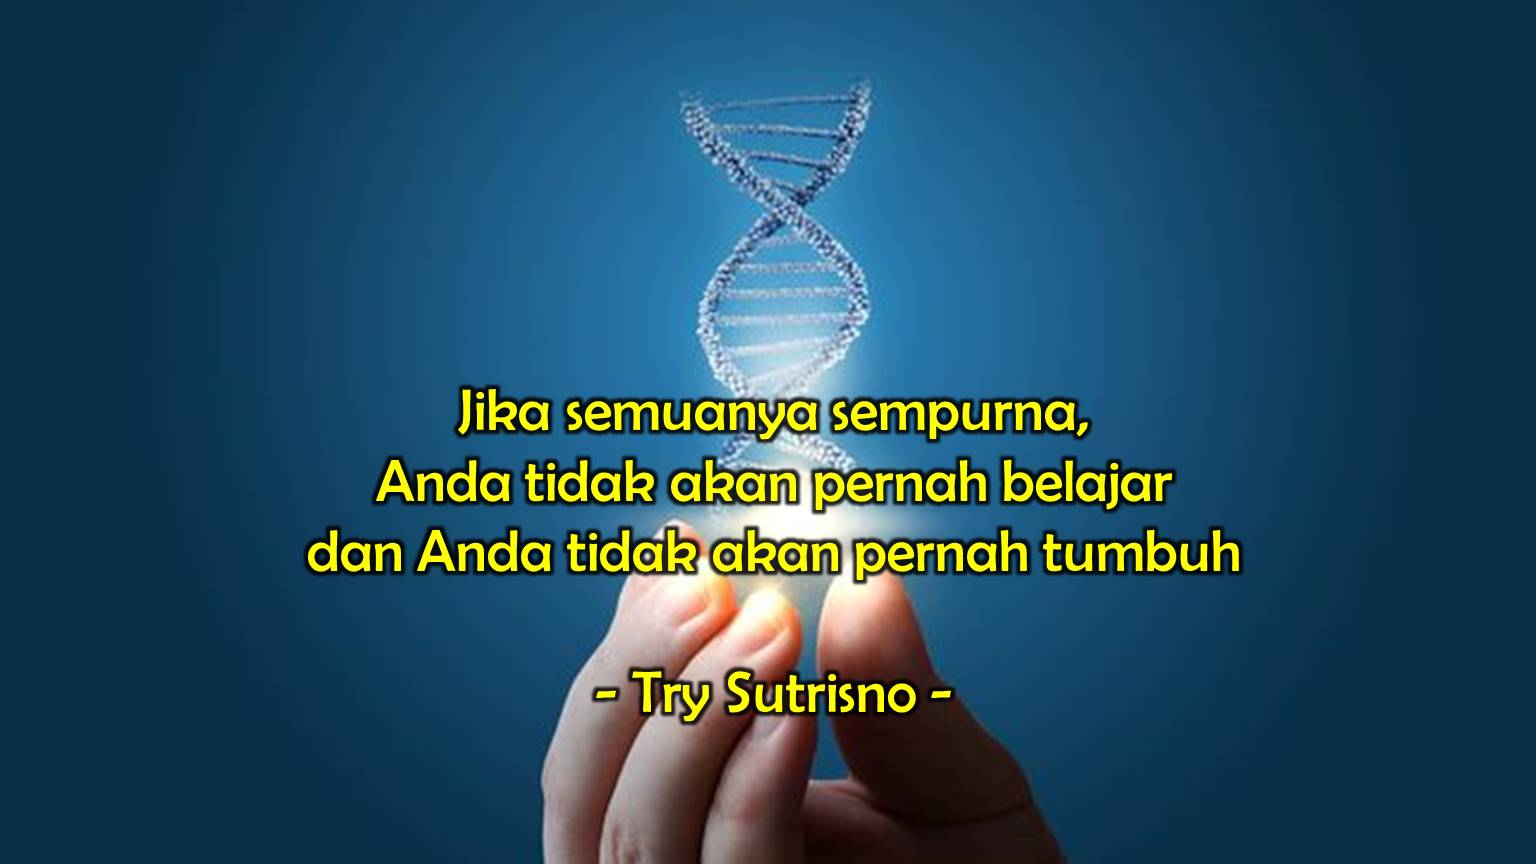 Jika semuanya sempurna,
Anda tidak akan pernah belajar
dan Anda tidak akan pernah tumbuh
- Try Sutrisno -